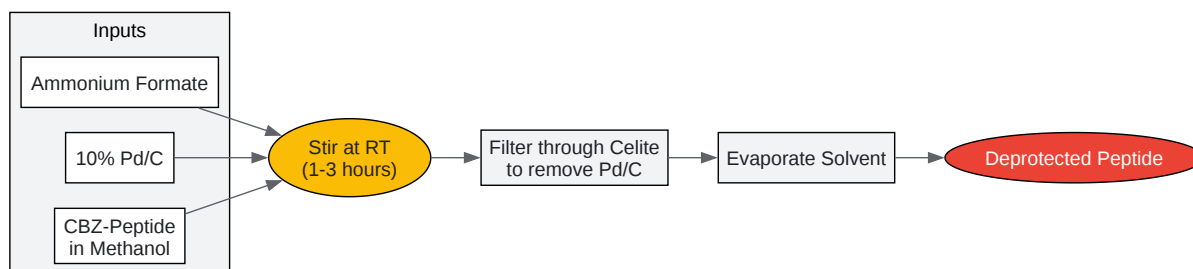 Inputs
Ammonium Formate
10% Pd/C
CBZ-Peptide
in Methanol
Stir at RT
(1-3 hours)
Filter through Celite
to remove Pd/C
Evaporate Solvent
Deprotected Peptide